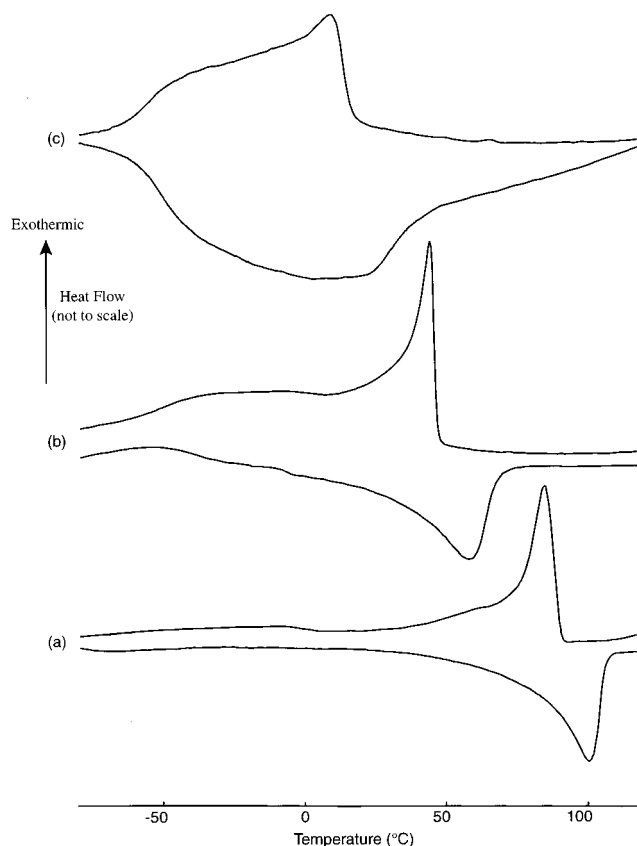 (c)
Exothermic
Heat Flow
(not to scale)
(b)
(a)
-50
0
50
100
Temperature (°C)